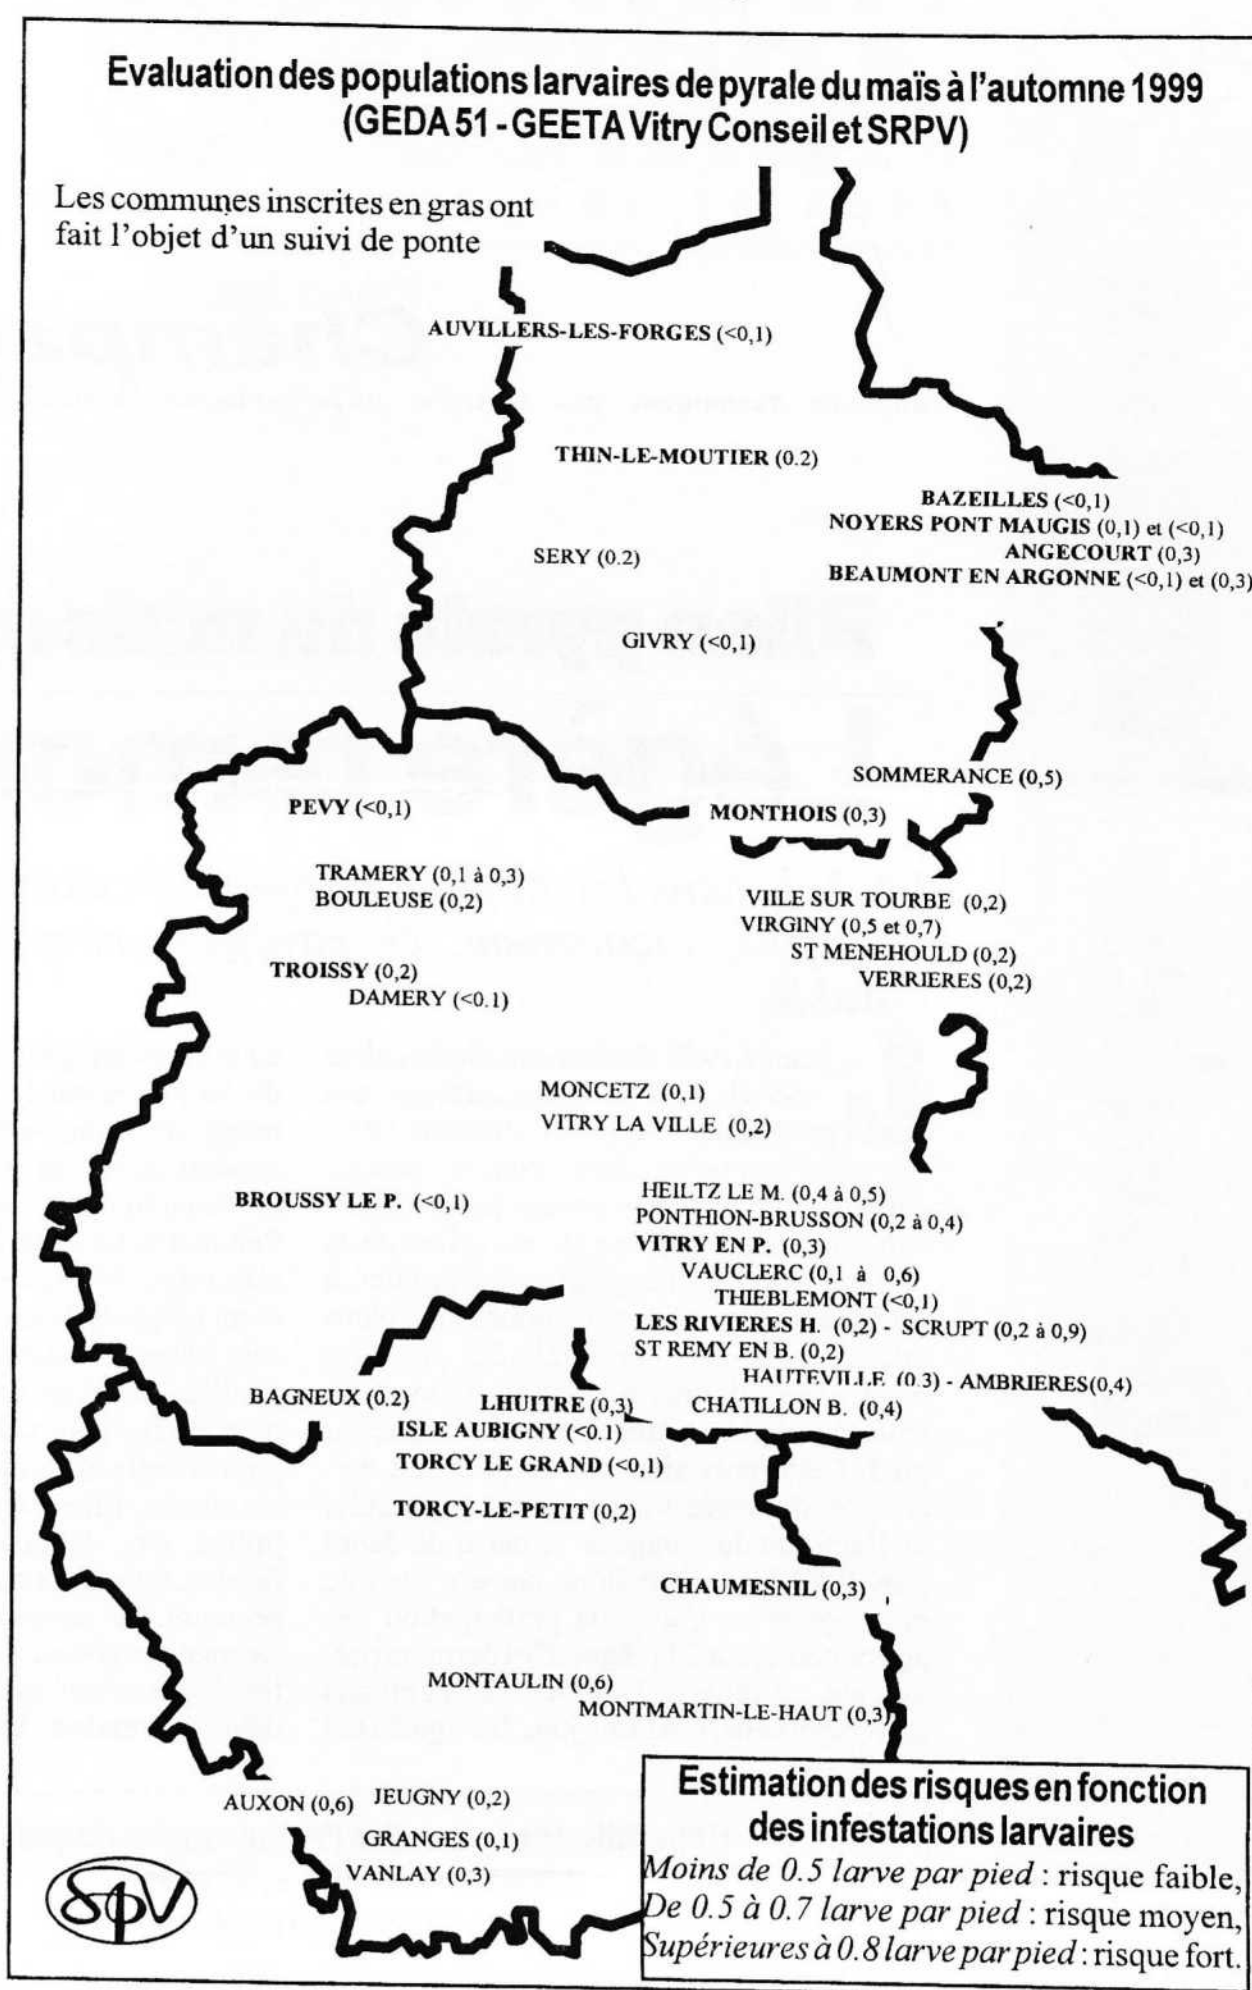 Evaluation des populations larvaires de pyrale du maïs à l'automne 1999
(GEDA 51 - GEETA Vitry Conseil et SRPV)
Les communes inscrites en gras ont
fait l'objet d'un suivi de ponte
AUVILLERS-LES-FORGES (<0,1)
THIN-LE-MOUTIER (0.2)
BAZEILLES (<0,1)
NOYERS PONT MAUGIS (0,1) et (<0,1)
ANGECOURT (0,3)
BEAUMONT EN ARGONNE (<0,1) et (0,3)
SERY (0.2)
GIVRY (<0,1)
SOMMERANCE (0,5)
PEVY (<0,1)
MONTHOIS (0,3)
TRAMERY (0,1 à 0,3)
BOULEUSE (0,2)
VIILE SUR TOURBE (0,2)
VIRGINY (0,5 et 0,7)
ST MENEHOULD (0,2)
VERRIERES (0,2)
TROISSY (0,2)
DAMERY (<0.1)
MONCETZ (0,1)
VITRY LA VILLE (0,2)
BROUSSY LE P. (<0,1)
HEILTZ LE M. (0,4 à 0,5)
PONTHION-BRUSSON (0,2 à 0,4)
VITRY EN P. (0,3)
VAUCLERC (0,1 à 0,6)
THIEBLEMONT (<0,1)
LES RIVIERES H. (0,2) - SCRUPT (0,2 à 0,9)
ST REMY EN B. (0,2)
HAUTEVILLE (0.3) - AMBRIERES(0,4)
BAGNEUX (0.2)
LHUITRE (0,3)
CHATILLON B. (0,4)
ISLE AUBIGNY (<0.1)
TORCY LE GRAND (<0,1)
TORCY-LE-PETIT (0,2)
CHAUMESNIL (0,3)
MONTAULIN (0,6)
MONTMARTIN-LE-HAUT (0,3)
AUXON (0,6)
JEUGNY (0,2)
GRANGES (0,1)
VANLAY (0,3)
Estimation des risques en fonction
des infestations larvaires
Moins de 0.5 larve par pied : risque faible,
De 0.5 à 0.7 larve par pied : risque moyen,
Supérieures à 0.8 larve par pied : risque fort.
SPV